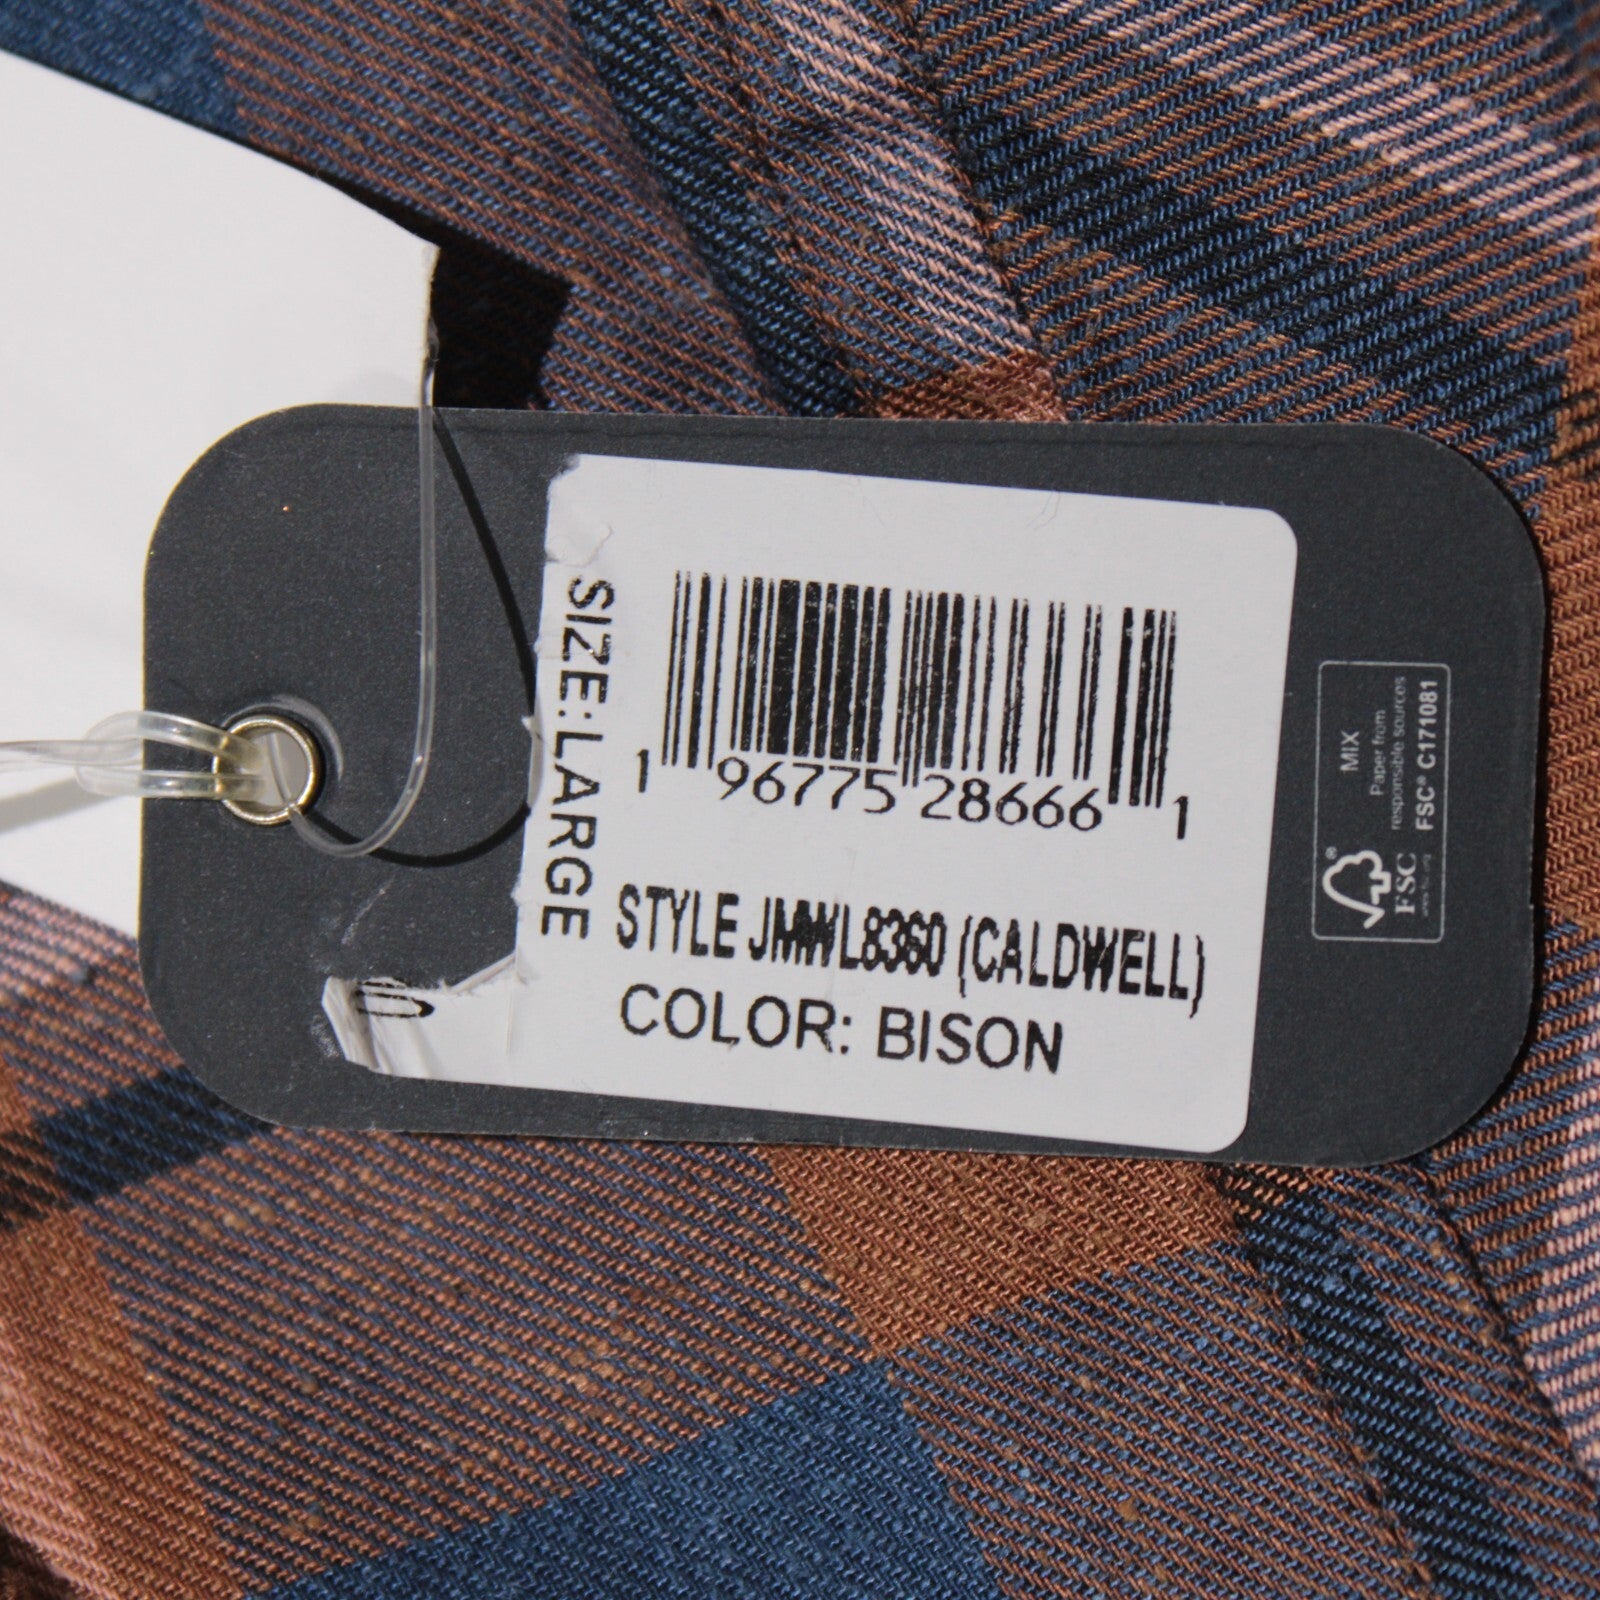 SIZE: LARGE
1 96775 28666 1
STYLE JMWL8360 (CALDWELL)
COLOR: BISON
MIX
Paper from
responsible sources
FSC® C171081
FSC